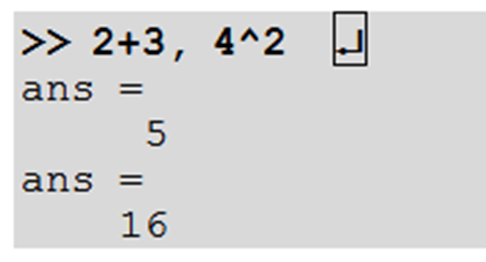 >> 2+3, 4^2 ↵
ans =
5
ans =
16